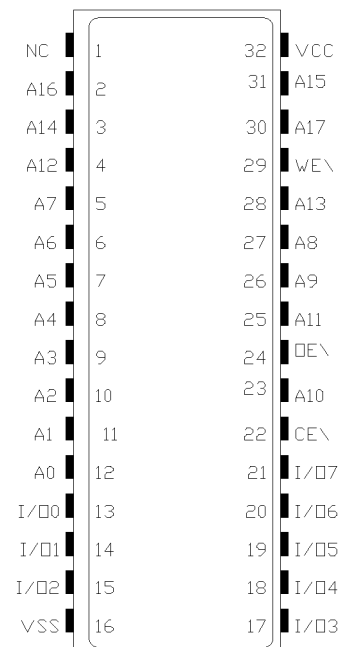 NC 1 32 VCC
A16 2 31 A15
A14 3 30 A17
A12 4 29 WE\
A7 5 28 A13
A6 6 27 A8
A5 7 26 A9
A4 8 25 A11
A3 9 24 OE\
A2 10 23 A10
A1 11 22 CE\
A0 12 21 I/O7
I/O0 13 20 I/O6
I/O1 14 19 I/O5
I/O2 15 18 I/O4
VSS 16 17 I/O3